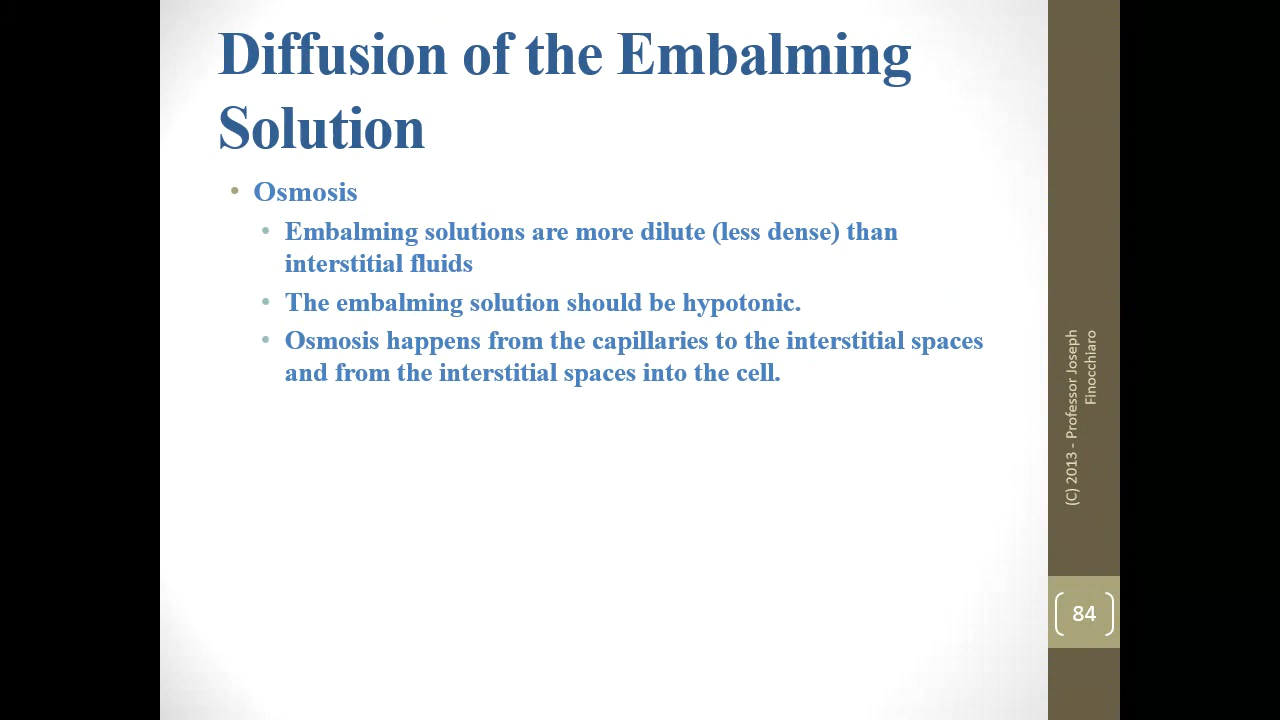 Diffusion of the Embalming
Solution
• Osmosis
• Embalming solutions are more dilute (less dense) than
interstitial fluids
• The embalming solution should be hypotonic.
• Osmosis happens from the capillaries to the interstitial spaces
and from the interstitial spaces into the cell.
(C) 2013 - Professor Joseph
Finocchiaro
84